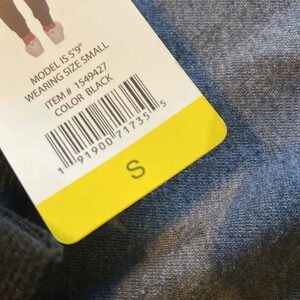 MODEL IS 5'9"
WEARING SIZE SMALL
ITEM # 1549427
COLOR BLACK
1 91900 71735 5
S